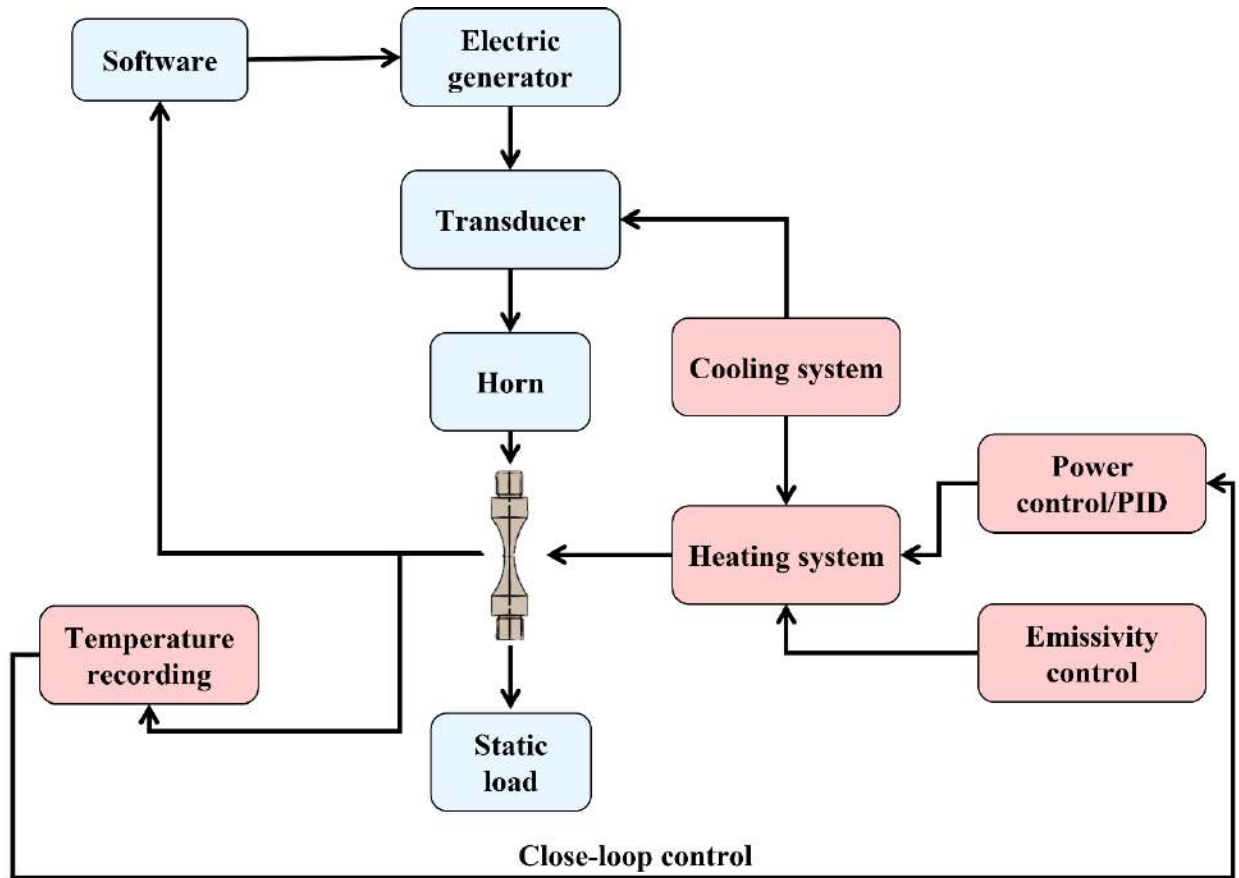 Software
Electric
generator
Transducer
Horn
Cooling system
Power
control/PID
Heating system
Temperature
recording
Emissivity
control
Static
load
Close-loop control